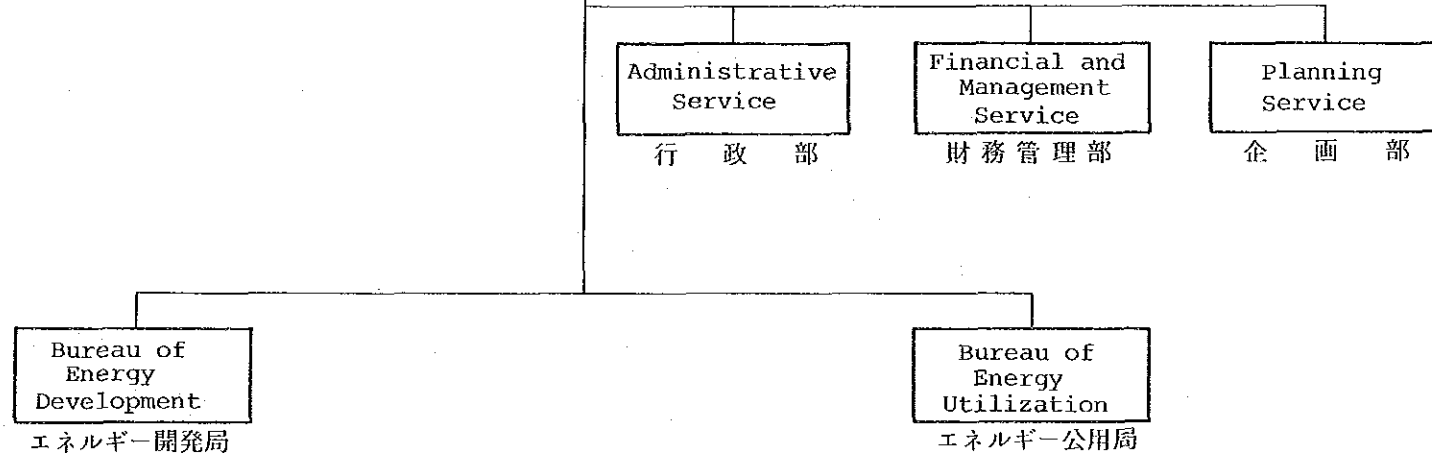 Administrative
Service
行政部
Financial and
Management
Service
財務管理部
Planning
Service
企画部
Bureau of
Energy
Development
エネルギー開発局
Bureau of
Energy
Utilization
エネルギー公用局